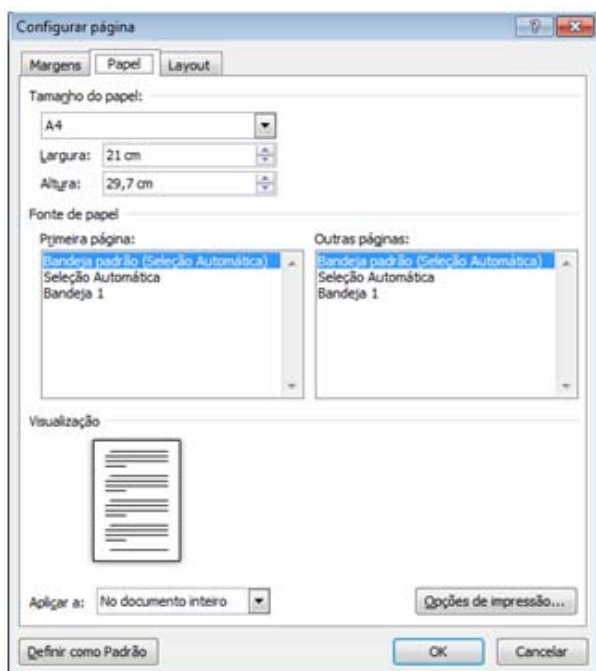 Configurar página
Margens Papel Layout
Tamanho do papel:
A4
Largura: 21 cm
Altura: 29,7 cm
Fonte de papel
Primeira página: Outras páginas:
Bandeja padrão (Seleção Automática) Bandeja padrão (Seleção Automática)
Seleção Automática Seleção Automática
Bandeja 1 Bandeja 1
Visualização
Aplicar a: No documento inteiro Opções de impressão...
Definir como Padrão OK Cancelar